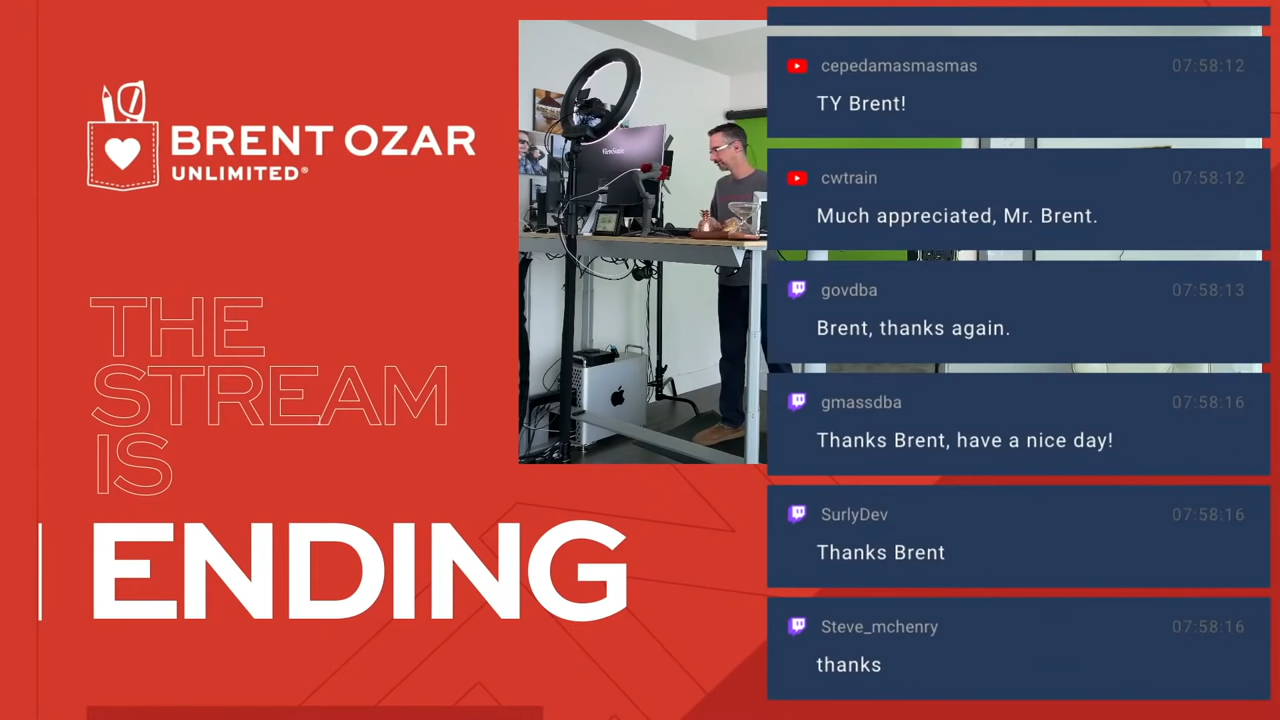 BRENT OZAR
UNLIMITED®
THE
STREAM
IS
ENDING
ViewSonic
cepedamasmasmas 07:58:12
TY Brent!
cwtrain 07:58:12
Much appreciated, Mr. Brent.
govdba 07:58:13
Brent, thanks again.
gmassdba 07:58:16
Thanks Brent, have a nice day!
SurlyDev 07:58:16
Thanks Brent
Steve_mchenry 07:58:16
thanks